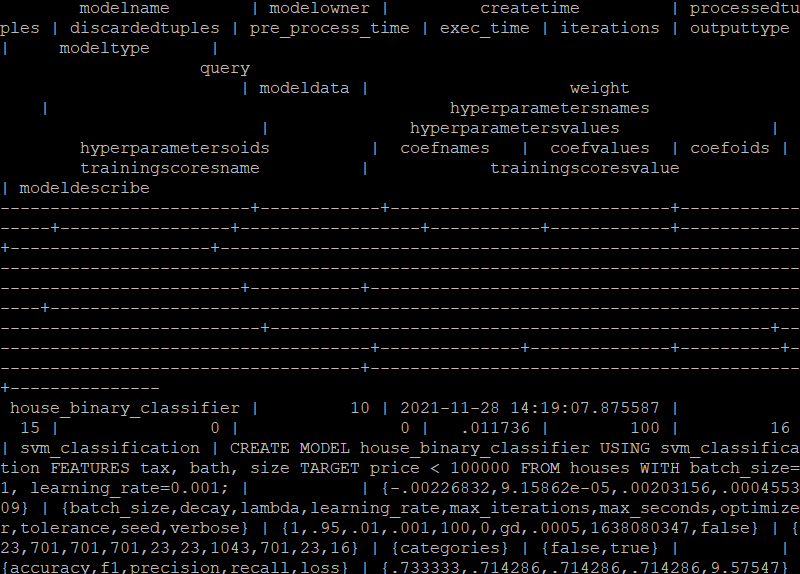 modelname | modelowner | createtime | processedtu
ples | discardedtuples | pre_process_time | exec_time | iterations | outputtype
| modeltype |
query
| modeldata | weight
| hyperparametersnames
| hyperparametersvalues |
hyperparametersoids | coefnames | coefvalues | coefoids |
trainingscoresname | trainingscoresvalue
| modeldescribe
--------------------------+------------+----------------------------+------------
-----+-----------------+------------------+-----------+------------+------------
+--------------------+----------------------------------------------------------
--------------------------------------------------------------------------------
------------------------+-----------+-------------------------------------------
----+---------------------------------------------------------------------------
--------------------------+--------------------------------------------------+--
-------------------------------------+--------------+--------------+----------+-
------------------------------------+-------------------------------------------
+---------------
house_binary_classifier | 10 | 2021-11-28 14:19:07.875587 |
15 | 0 | 0 | .011736 | 100 | 16
| svm_classification | CREATE MODEL house_binary_classifier USING svm_classifica
tion FEATURES tax, bath, size TARGET price < 100000 FROM houses WITH batch_size=
1, learning_rate=0.001; | | {-.00226832,9.15862e-05,.00203156,.0004553
09} | {batch_size,decay,lambda,learning_rate,max_iterations,max_seconds,optimize
r,tolerance,seed,verbose} | {1,.95,.01,.001,100,0,gd,.0005,1638080347,false} | {
23,701,701,701,23,23,1043,701,23,16} | {categories} | {false,true} | |
{accuracy,f1,precision,recall,loss} | {.733333,.714286,.714286,.714286,9.57547}